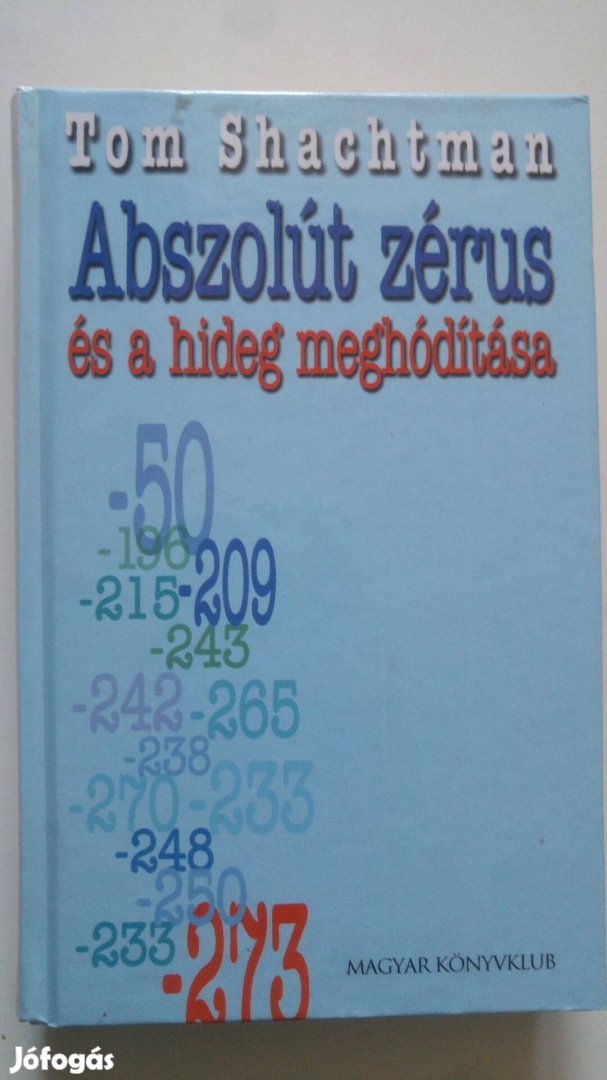 Tom Shachtman
Abszolút zérus
és a hideg meghódítása
-50
-196
-215 -209
-243
-242 -265
-238
-270 -233
-248
-250
-233
-273
MAGYAR KÖNYVKLUB
Jófogás